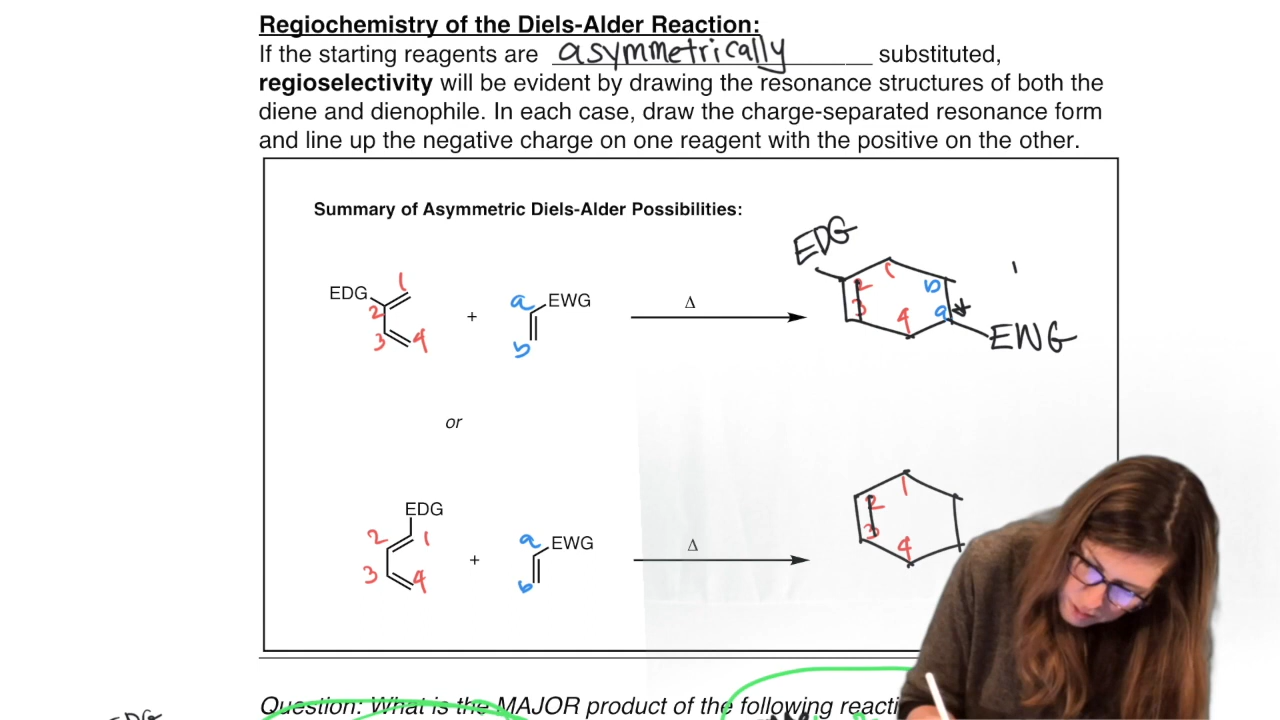 Regiochemistry of the Diels-Alder Reaction:
If the starting reagents are asymmetrically substituted,
regioselectivity will be evident by drawing the resonance structures of both the
diene and dienophile. In each case, draw the charge-separated resonance form
and line up the negative charge on one reagent with the positive on the other.
Summary of Asymmetric Diels-Alder Possibilities:
EDG 1 2 3 4 + a EWG b Δ EDG 1 2 3 4 b a EWG
or
EDG 2 1 3 4 + a EWG b Δ 1 2 3 4
Question: What is the MAJOR product of the following reacti
EDG